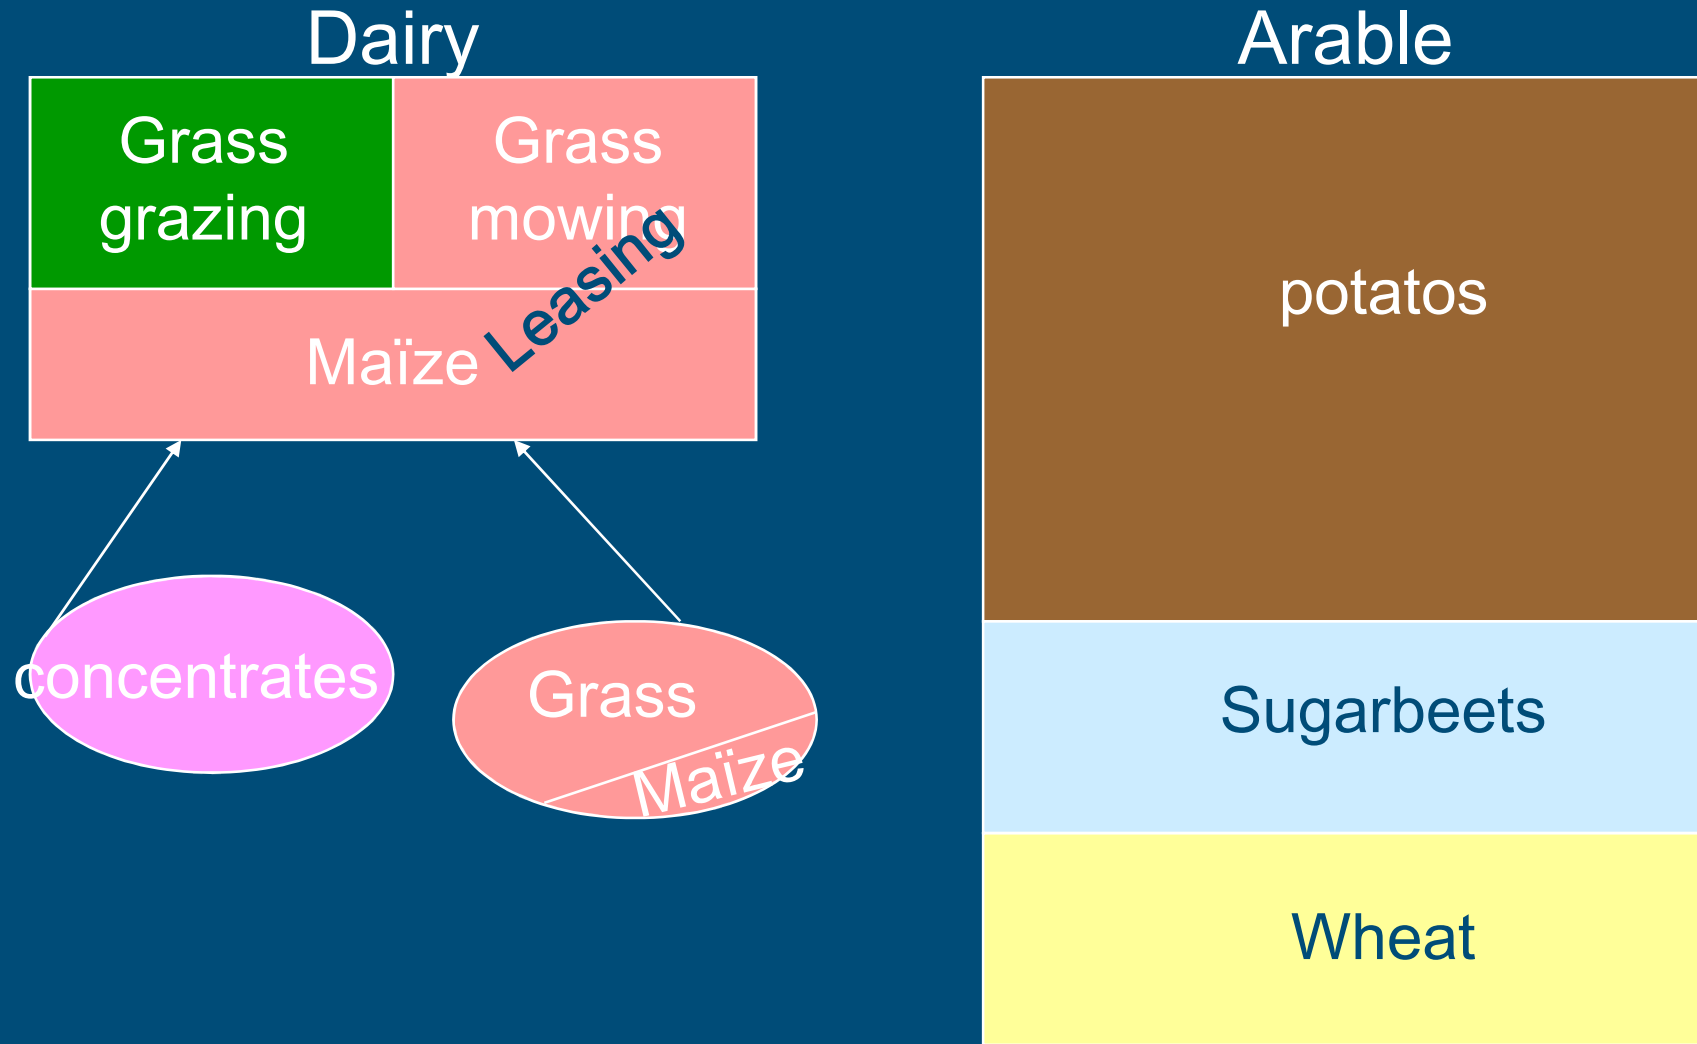 Dairy
Grass
grazing
Grass
mowing
Leasing
Maïze
concentrates
Grass
Maïze
Arable
potatos
Sugarbeets
Wheat